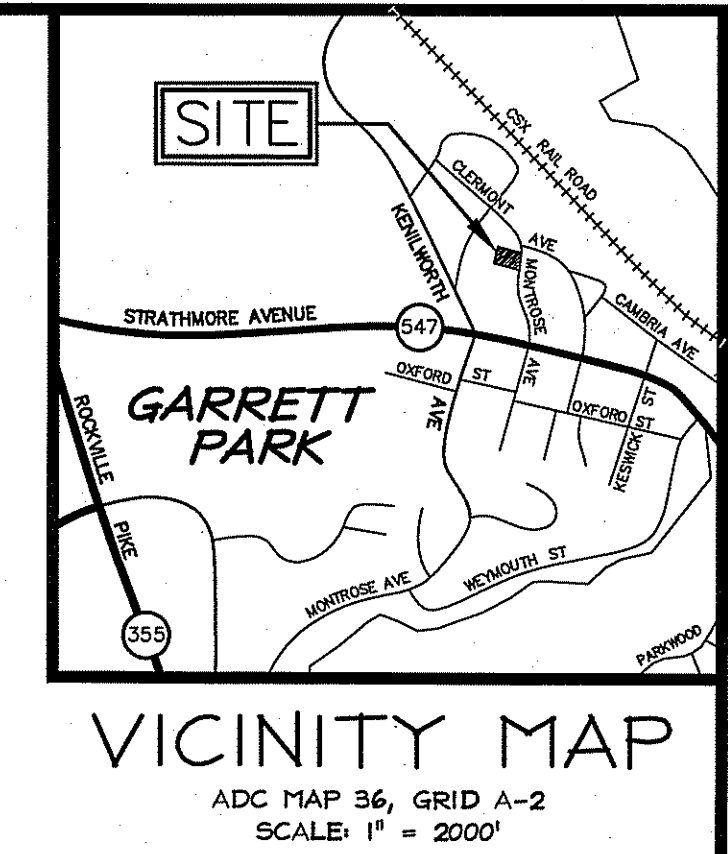 SITE
CSX RAIL ROAD
CLERMONT
AVE
KENILWORTH
AVE
MONTROSE
AVE
CAMBRIA AVE
STRATHMORE AVENUE
547
OXFORD ST
OXFORD ST
KESWICK ST
GARRETT
PARK
ROCKVILLE
PIKE
355
MONTROSE AVE
WEYMOUTH ST
PARKWOOD
VICINITY MAP
ADC MAP 36, GRID A-2
SCALE: 1" = 2000'